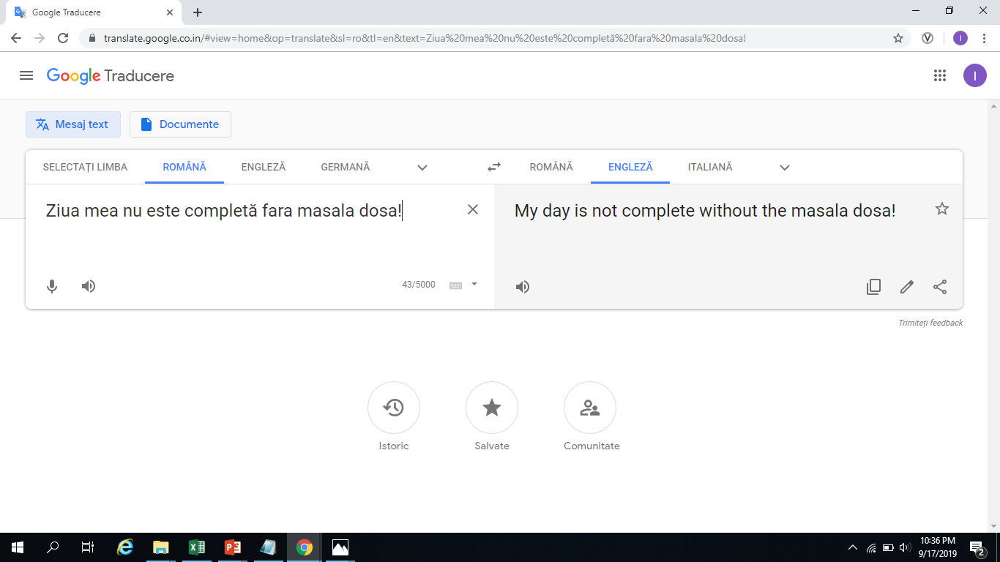 Google Traducere
translate.google.co.in/#view=home&op=translate&sl=ro&tl=en&text=Ziua%20mea%20nu%20este%20completă%20fara%20masala%20dosa!
I
Google Traducere
I
Mesaj text
Documente
SELECTAȚI LIMBA ROMÂNĂ ENGLEZĂ GERMANĂ ROMÂNĂ ENGLEZĂ ITALIANĂ
Ziua mea nu este completă fara masala dosa!
My day is not complete without the masala dosa!
43/5000
Trimiteți feedback
Istoric
Salvate
Comunitate
10:36 PM
9/17/2019
2